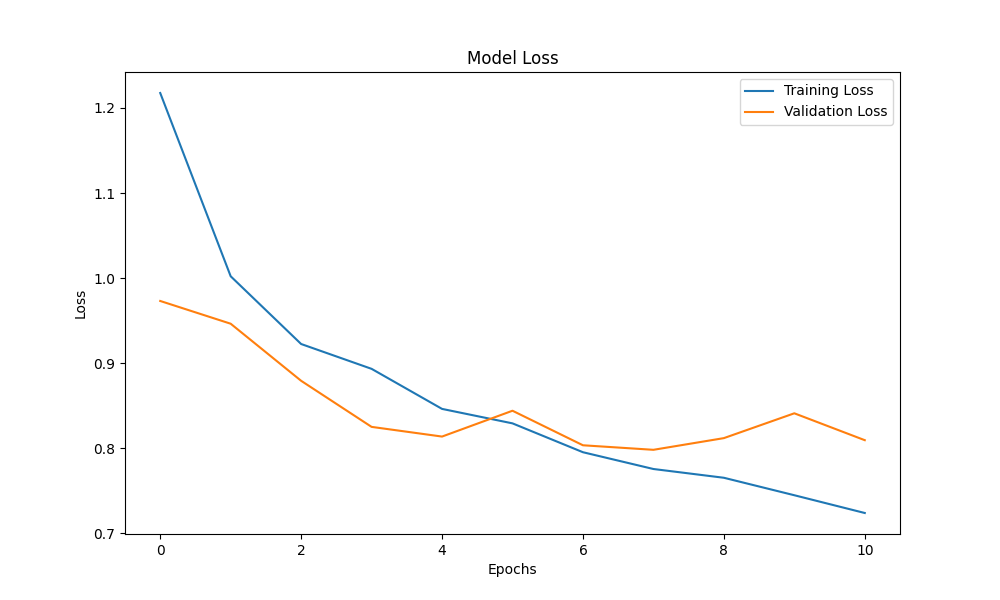 Model Loss
Training Loss
Validation Loss
1.2
1.1
1.0
0.9
0.8
0.7
Loss
0 2 4 6 8 10
Epochs